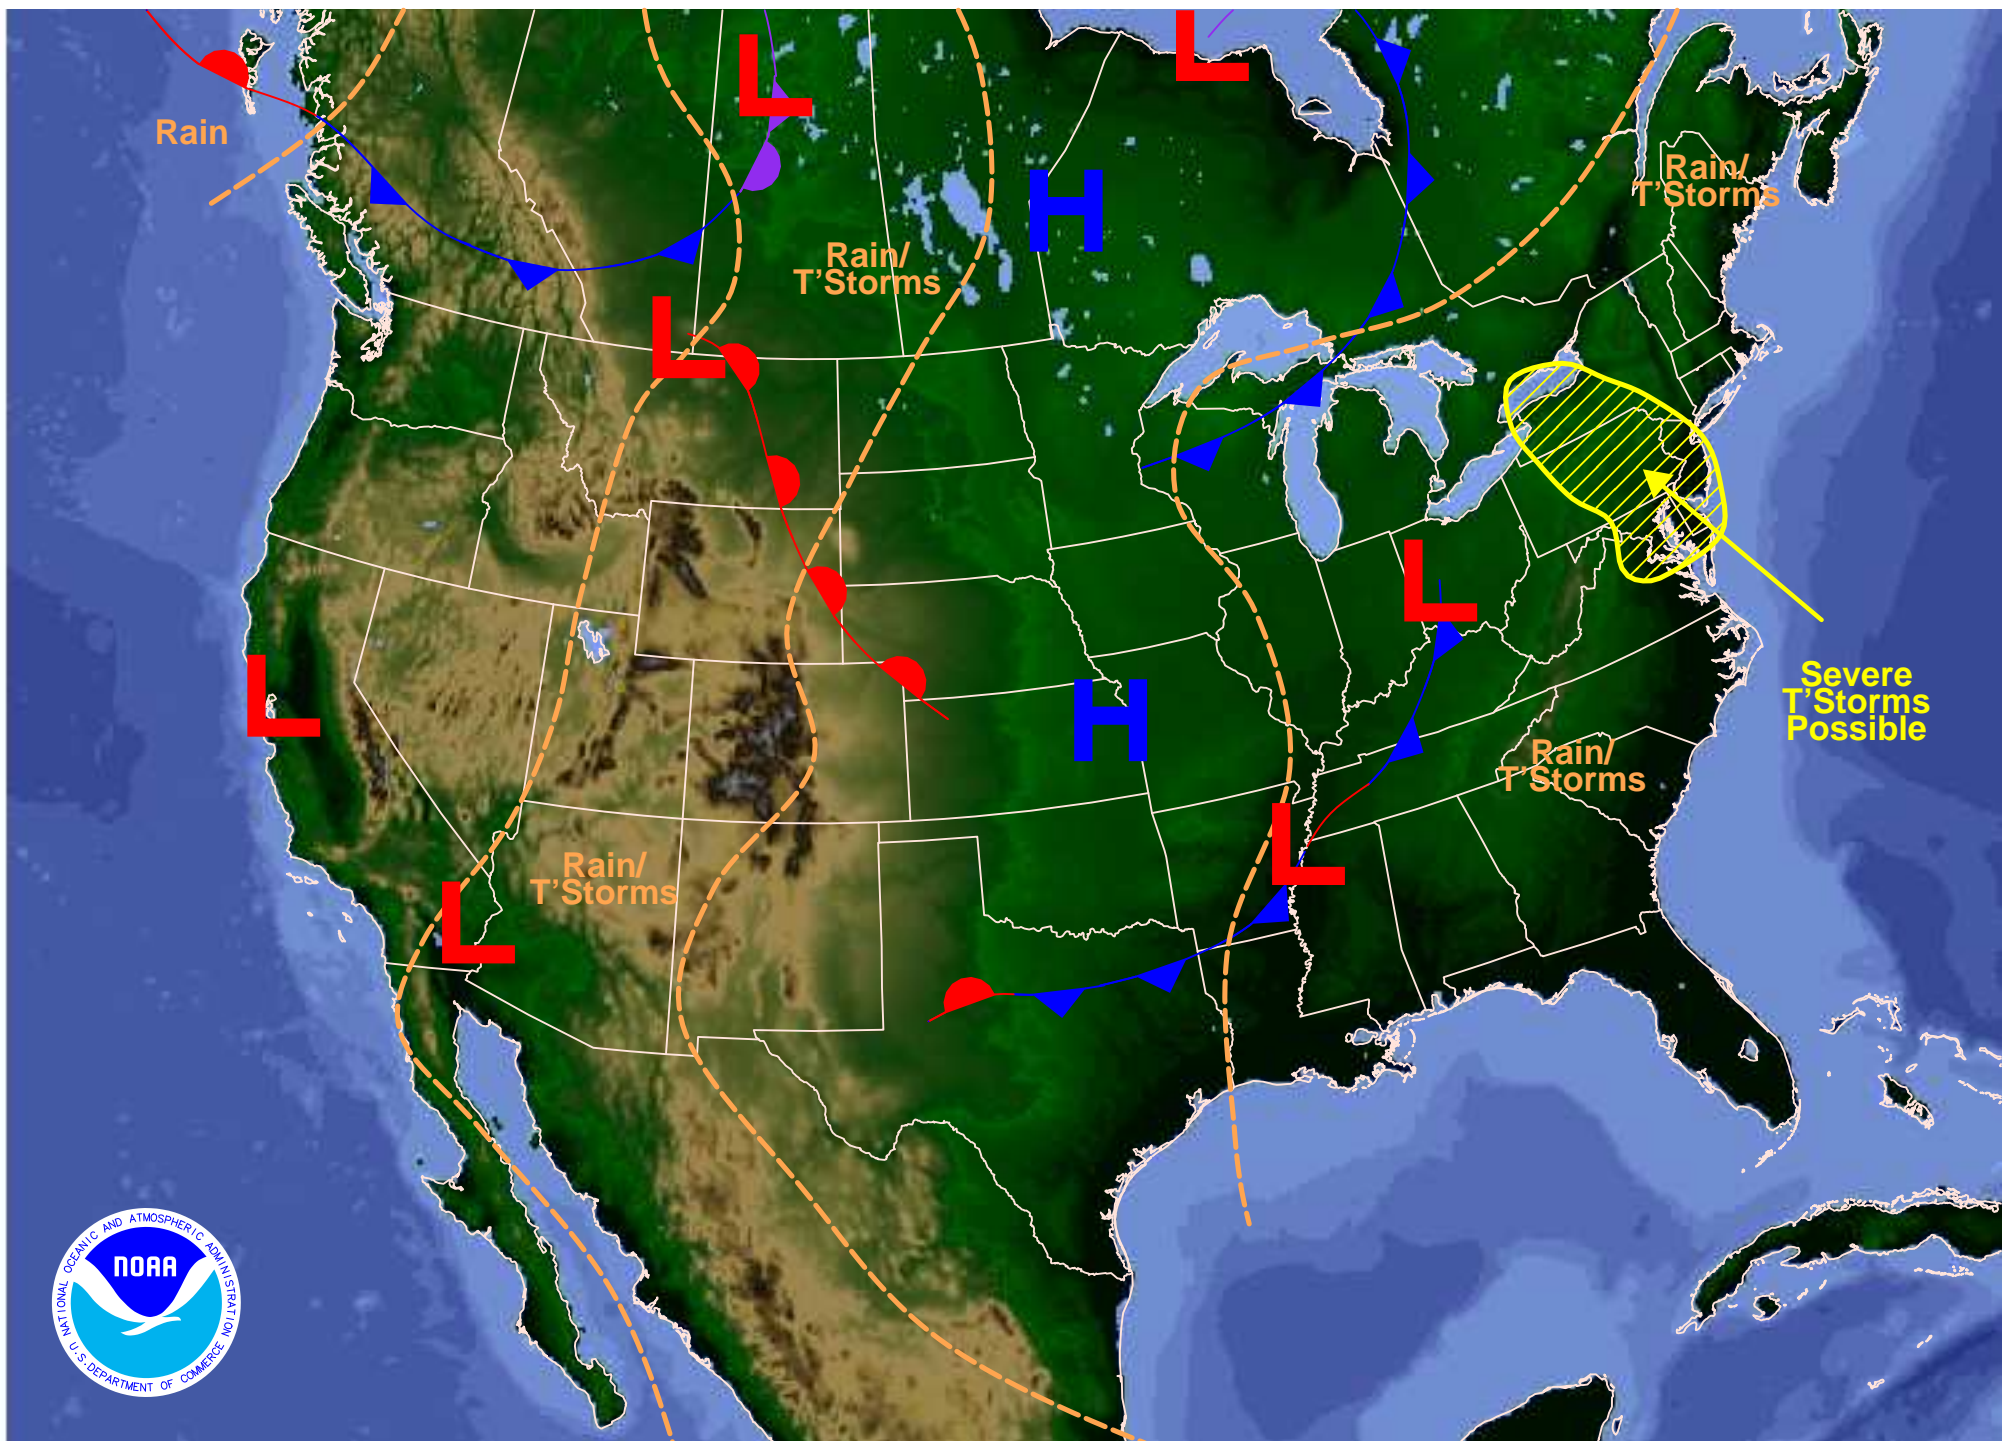 L
L
Rain
Rain/
T'Storms
H
Rain/
T'Storms
L
L
L
Severe
T'Storms
Possible
H
Rain/
T'Storms
L
Rain/
T'Storms
L
NATIONAL OCEANIC AND ATMOSPHERIC ADMINISTRATION
NOAA
U.S. DEPARTMENT OF COMMERCE